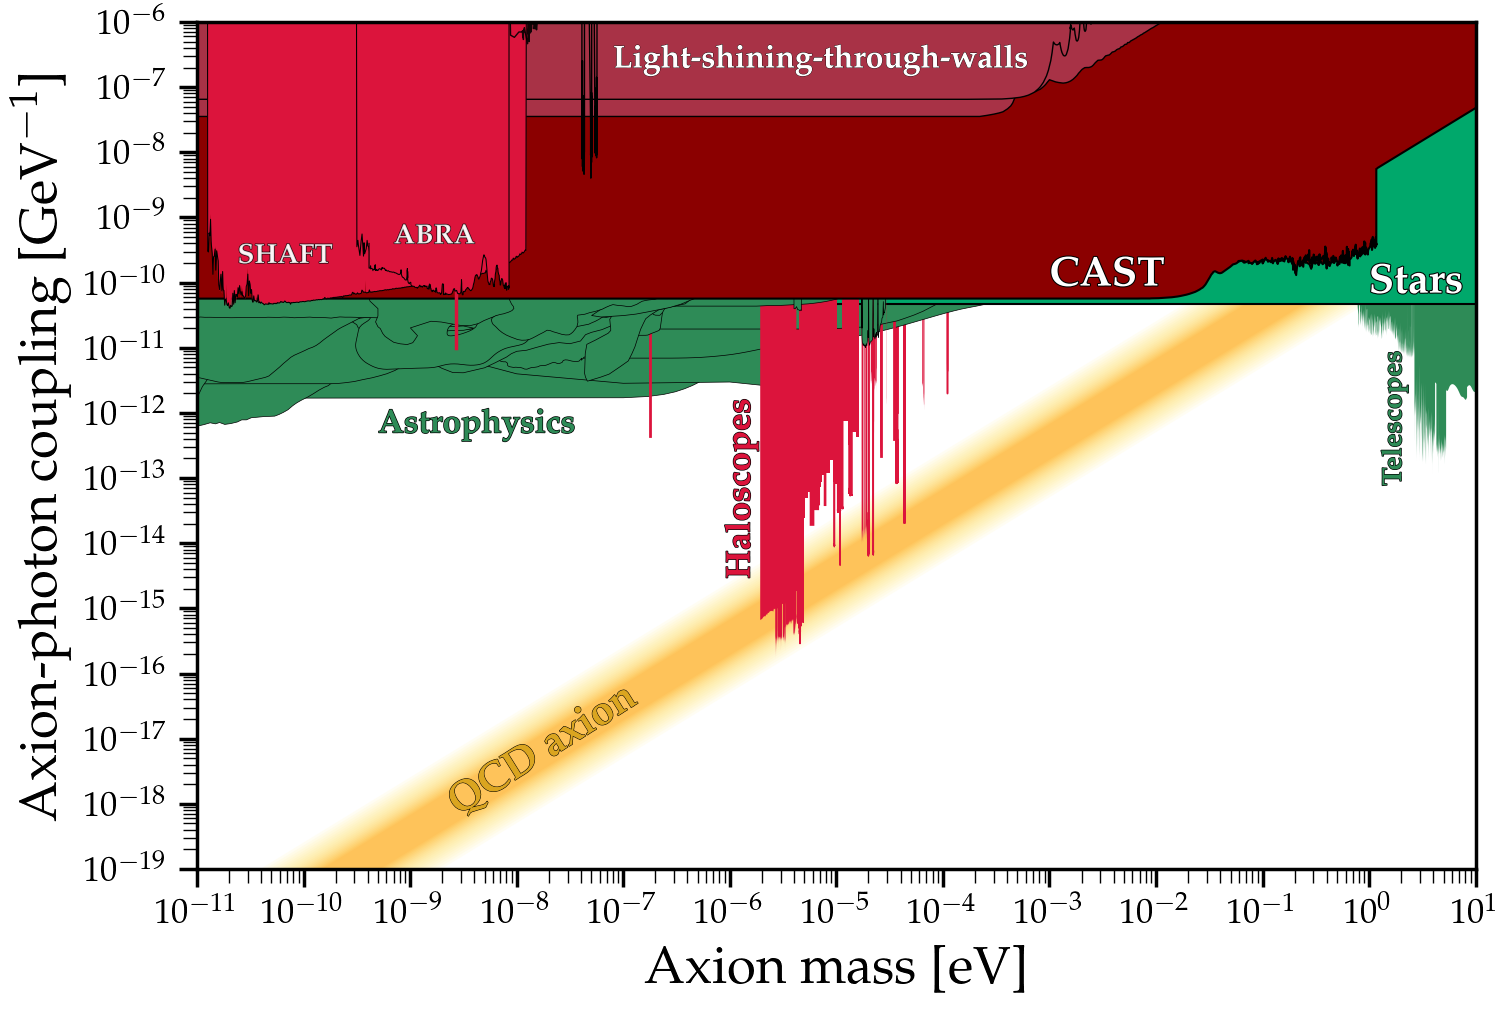 Axion-photon coupling [GeV⁻¹]
10⁻⁶
10⁻⁷
10⁻⁸
10⁻⁹
10⁻¹⁰
10⁻¹¹
10⁻¹²
10⁻¹³
10⁻¹⁴
10⁻¹⁵
10⁻¹⁶
10⁻¹⁷
10⁻¹⁸
10⁻¹⁹
Light-shining-through-walls
SHAFT
ABRA
CAST
Stars
Astrophysics
Haloscopes
Telescopes
QCD axion
10⁻¹¹ 10⁻¹⁰ 10⁻⁹ 10⁻⁸ 10⁻⁷ 10⁻⁶ 10⁻⁵ 10⁻⁴ 10⁻³ 10⁻² 10⁻¹ 10⁰ 10¹
Axion mass [eV]